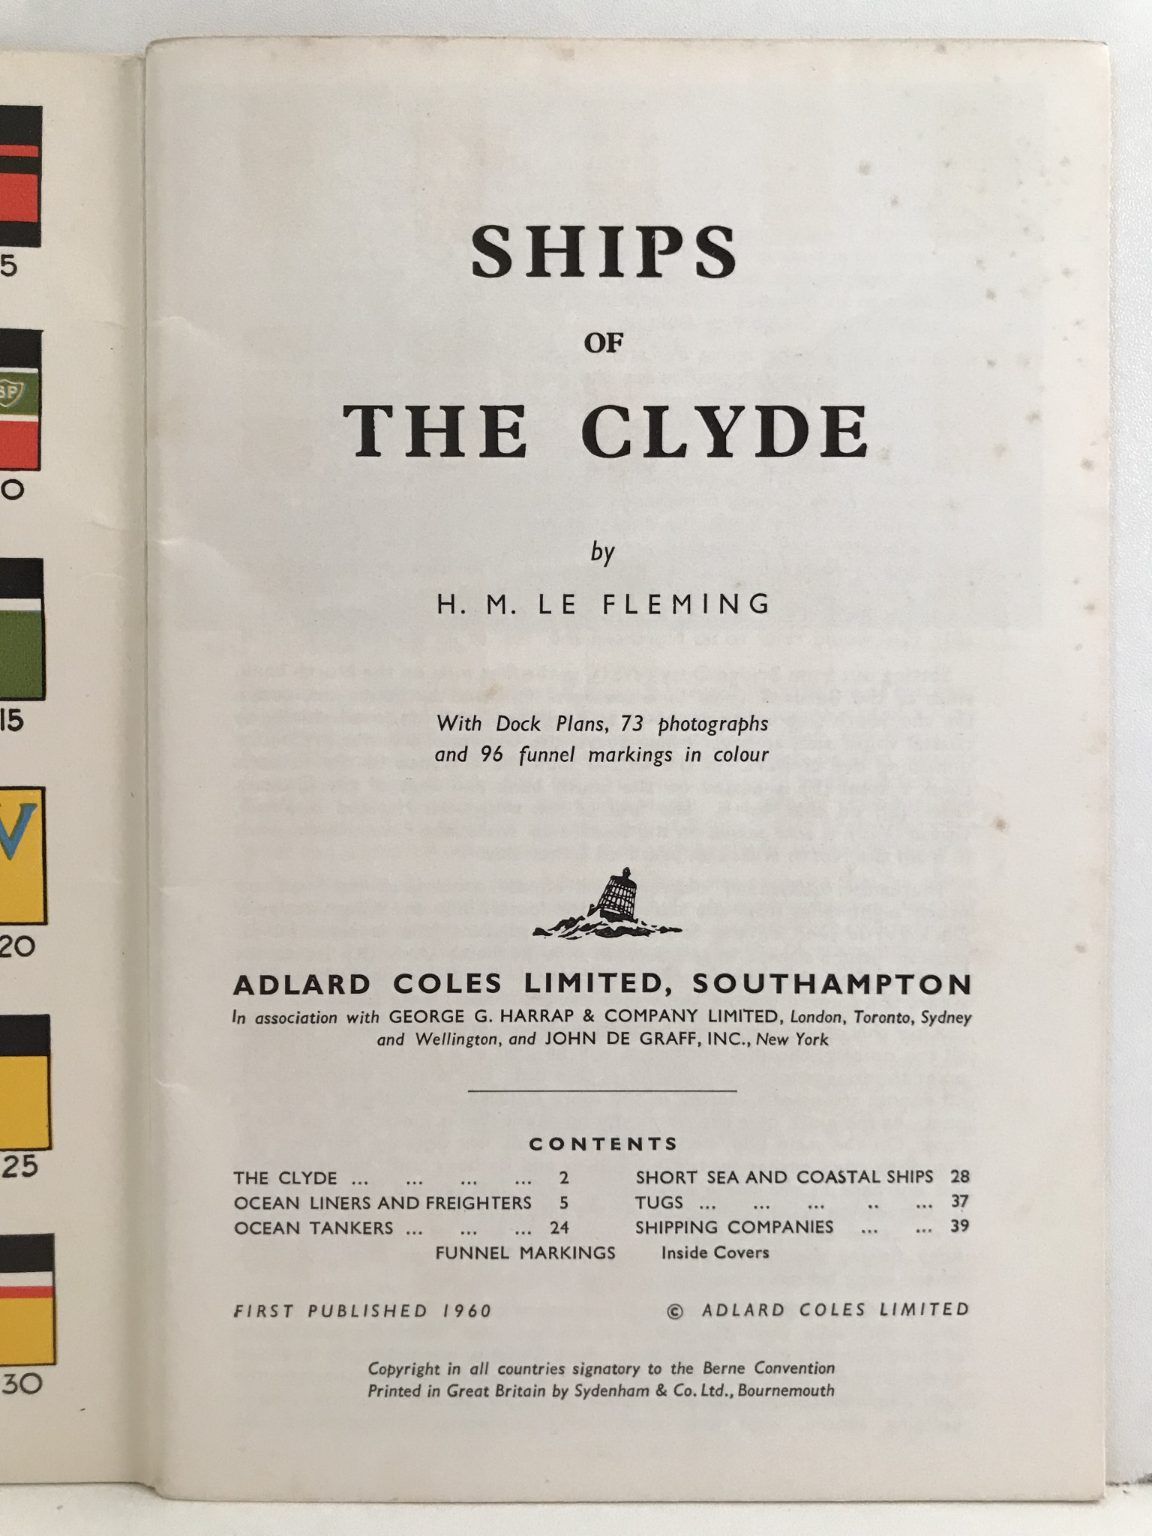 5
BP
0
15
V
20
25
30
SHIPS
OF
THE CLYDE
by
H. M. LE FLEMING
With Dock Plans, 73 photographs
and 96 funnel markings in colour
ADLARD COLES LIMITED, SOUTHAMPTON
In association with GEORGE G. HARRAP & COMPANY LIMITED, London, Toronto, Sydney
and Wellington, and JOHN DE GRAFF, INC., New York
CONTENTS
THE CLYDE ... ... ... ... 2
OCEAN LINERS AND FREIGHTERS 5
OCEAN TANKERS ... ... ... 24
SHORT SEA AND COASTAL SHIPS 28
TUGS ... ... ... .. ... 37
SHIPPING COMPANIES ... ... 39
FUNNEL MARKINGS Inside Covers
FIRST PUBLISHED 1960 © ADLARD COLES LIMITED
Copyright in all countries signatory to the Berne Convention
Printed in Great Britain by Sydenham & Co. Ltd., Bournemouth